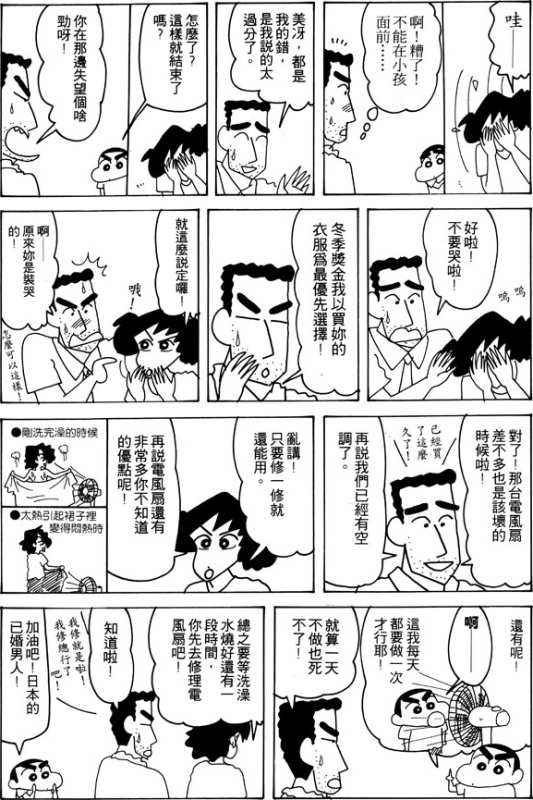 哇——
啊！糟了！
不能在小孩
面前……
美冴，都是
我的錯，
是我説的太
過分了。
怎麼了？
這樣就結束了
嗎？
你在那邊失望個啥
勁呀！
嗚
嗚
好啦！
不要哭啦！
冬季獎金我以買妳的
衣服爲最優先選擇！
就這麼説定囉！
哦！
啊——
原來妳是裝哭
的！
怎麼可以這樣！
對了！那台電風扇
差不多也是該壞的
時候啦！
已經買
了這麼
久了！
再説我們已經有空
調了。
亂講！
只要修一修就
還能用。
再説電風扇還有
非常多你不知道
的優點呢！
●剛洗完澡的時候
●太熱引起裙子裡
變得悶熱時
還有呢！
啊——
這我每天
都要做一次
才行耶！
就算一天
不做也死
不了！
總之要等洗澡
水燒好還有一
段時間，
你先去修理電
風扇吧！
知道啦！
我修就是啦！
我修總行了
吧！
加油吧！日本的
已婚男人！